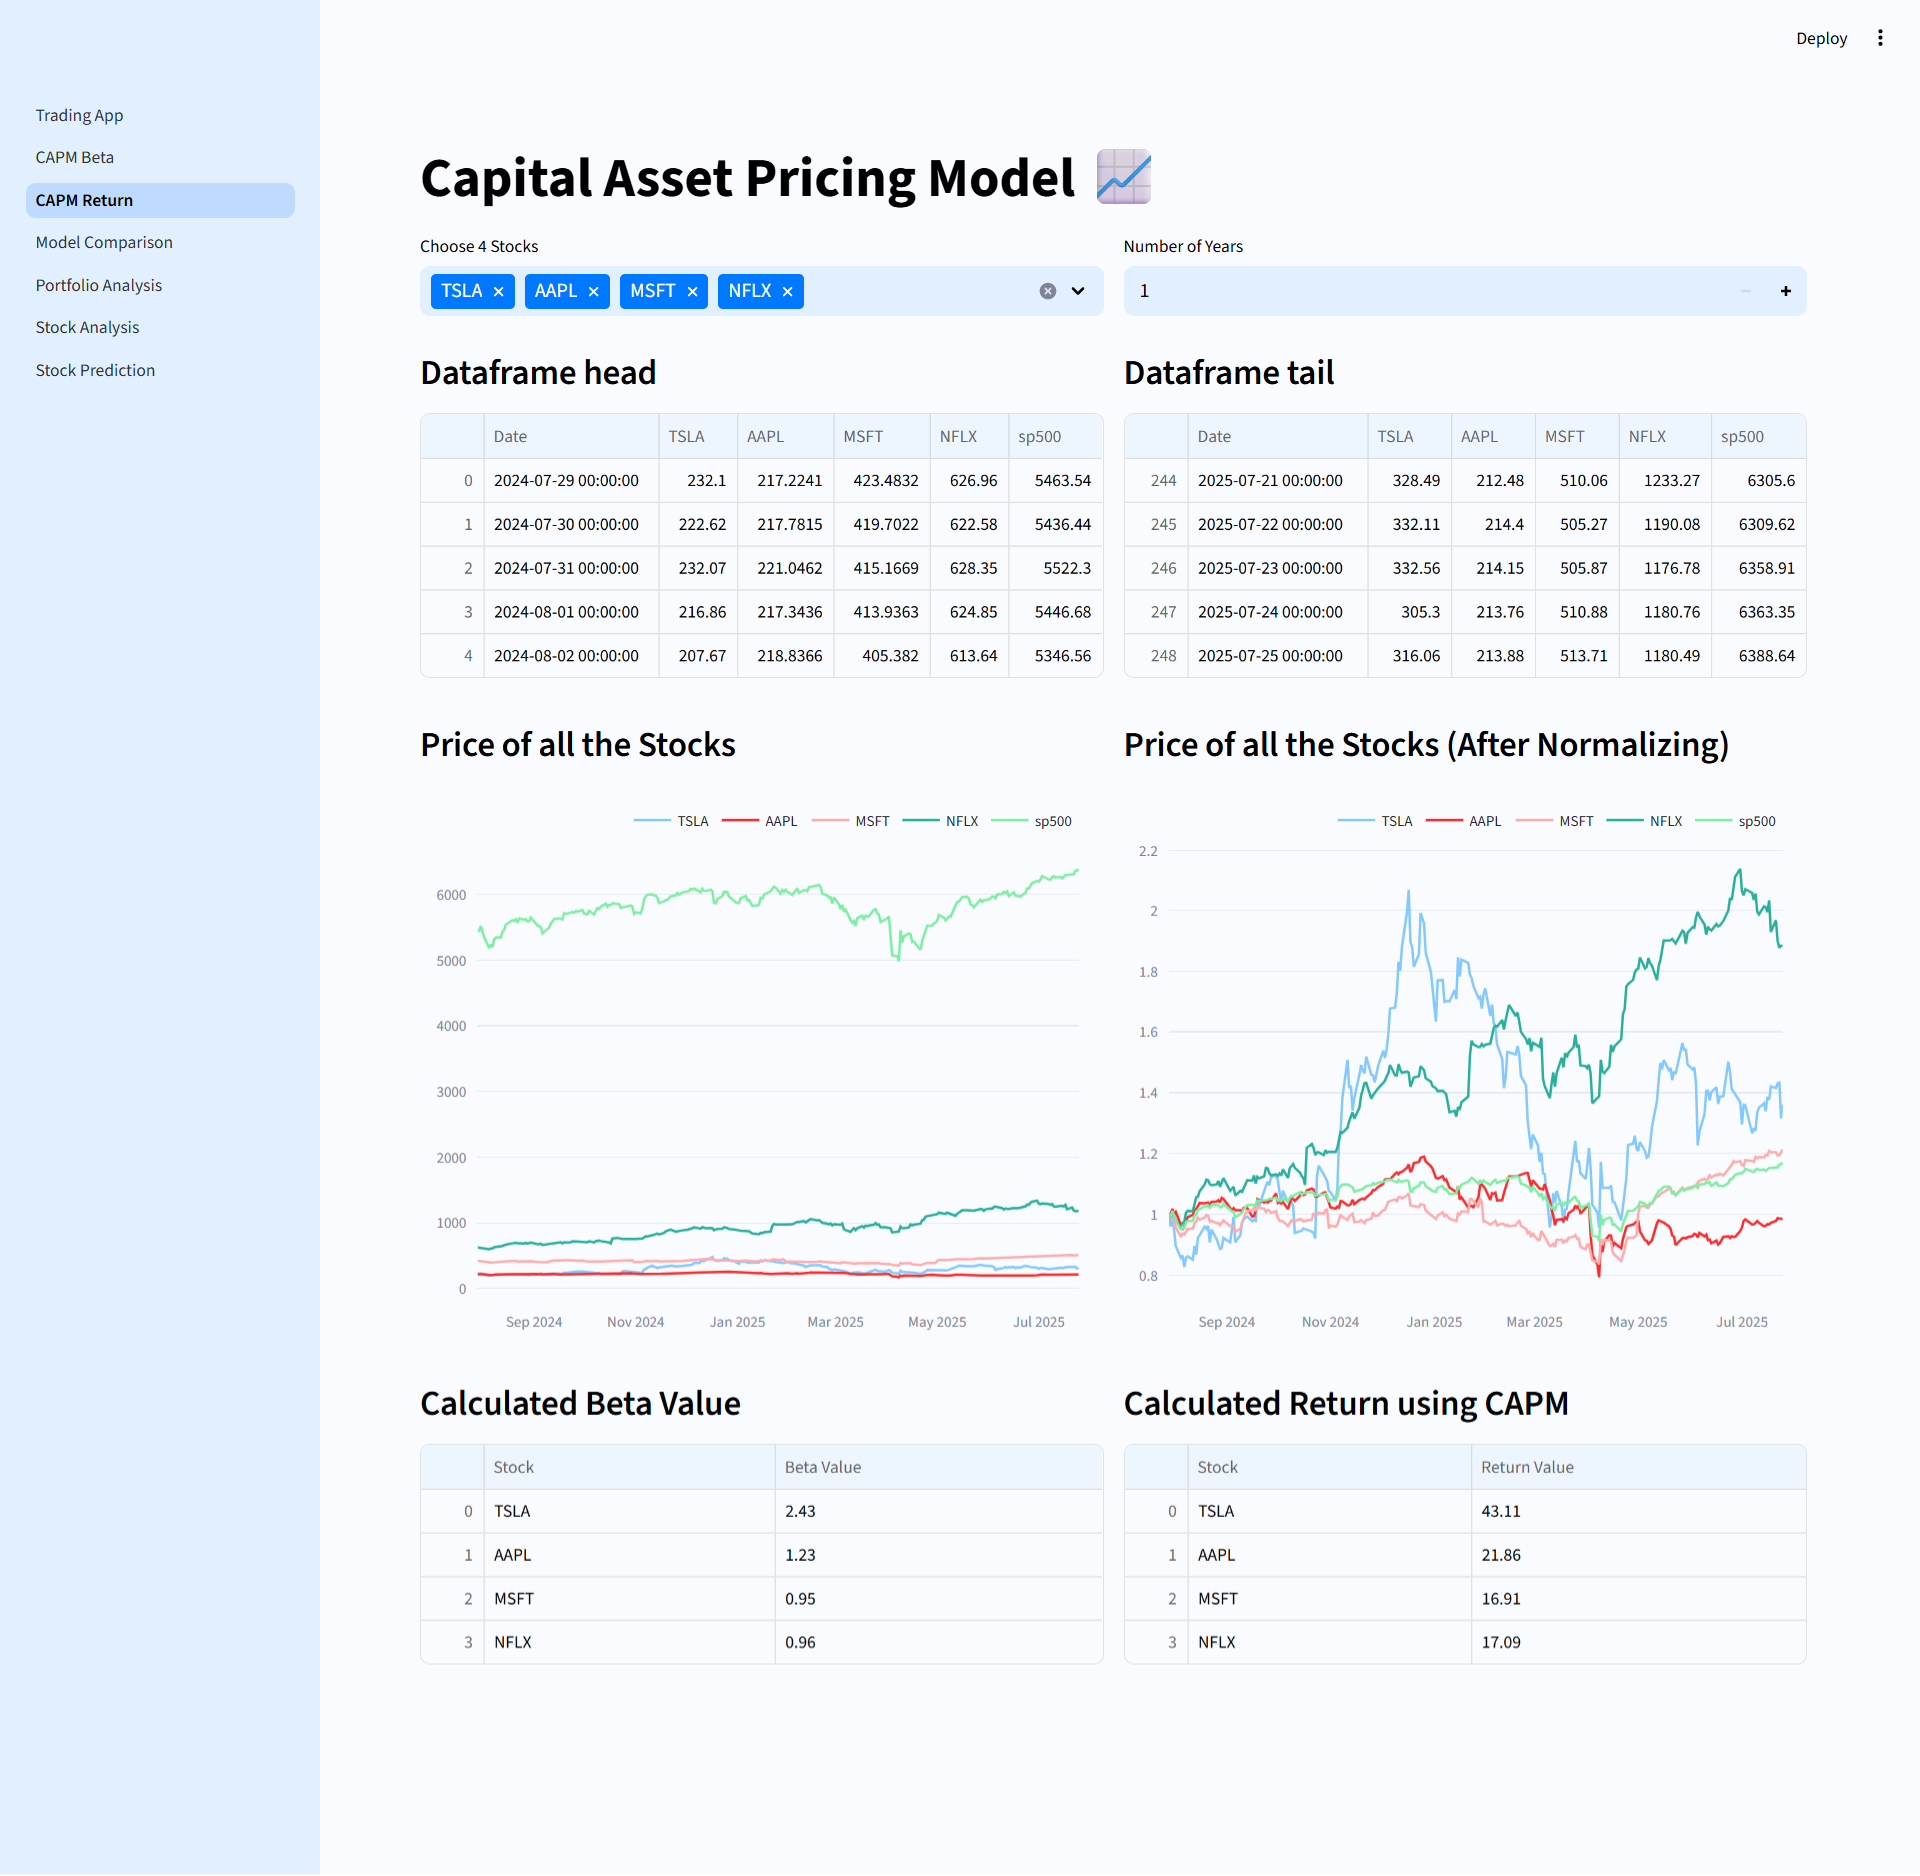 Deploy
Trading App
CAPM Beta
CAPM Return
Model Comparison
Portfolio Analysis
Stock Analysis
Stock Prediction
Capital Asset Pricing Model
Choose 4 Stocks
TSLA AAPL MSFT NFLX
Number of Years
1
Dataframe head
Date TSLA AAPL MSFT NFLX sp500
0 2024-07-29 00:00:00 232.1 217.2241 423.4832 626.96 5463.54
1 2024-07-30 00:00:00 222.62 217.7815 419.7022 622.58 5436.44
2 2024-07-31 00:00:00 232.07 221.0462 415.1669 628.35 5522.3
3 2024-08-01 00:00:00 216.86 217.3436 413.9363 624.85 5446.68
4 2024-08-02 00:00:00 207.67 218.8366 405.382 613.64 5346.56
Dataframe tail
Date TSLA AAPL MSFT NFLX sp500
244 2025-07-21 00:00:00 328.49 212.48 510.06 1233.27 6305.6
245 2025-07-22 00:00:00 332.11 214.4 505.27 1190.08 6309.62
246 2025-07-23 00:00:00 332.56 214.15 505.87 1176.78 6358.91
247 2025-07-24 00:00:00 305.3 213.76 510.88 1180.76 6363.35
248 2025-07-25 00:00:00 316.06 213.88 513.71 1180.49 6388.64
Price of all the Stocks
TSLA AAPL MSFT NFLX sp500
6000
5000
4000
3000
2000
1000
0
Sep 2024 Nov 2024 Jan 2025 Mar 2025 May 2025 Jul 2025
Price of all the Stocks (After Normalizing)
TSLA AAPL MSFT NFLX sp500
2.2
2
1.8
1.6
1.4
1.2
1
0.8
Sep 2024 Nov 2024 Jan 2025 Mar 2025 May 2025 Jul 2025
Calculated Beta Value
Stock Beta Value
0 TSLA 2.43
1 AAPL 1.23
2 MSFT 0.95
3 NFLX 0.96
Calculated Return using CAPM
Stock Return Value
0 TSLA 43.11
1 AAPL 21.86
2 MSFT 16.91
3 NFLX 17.09